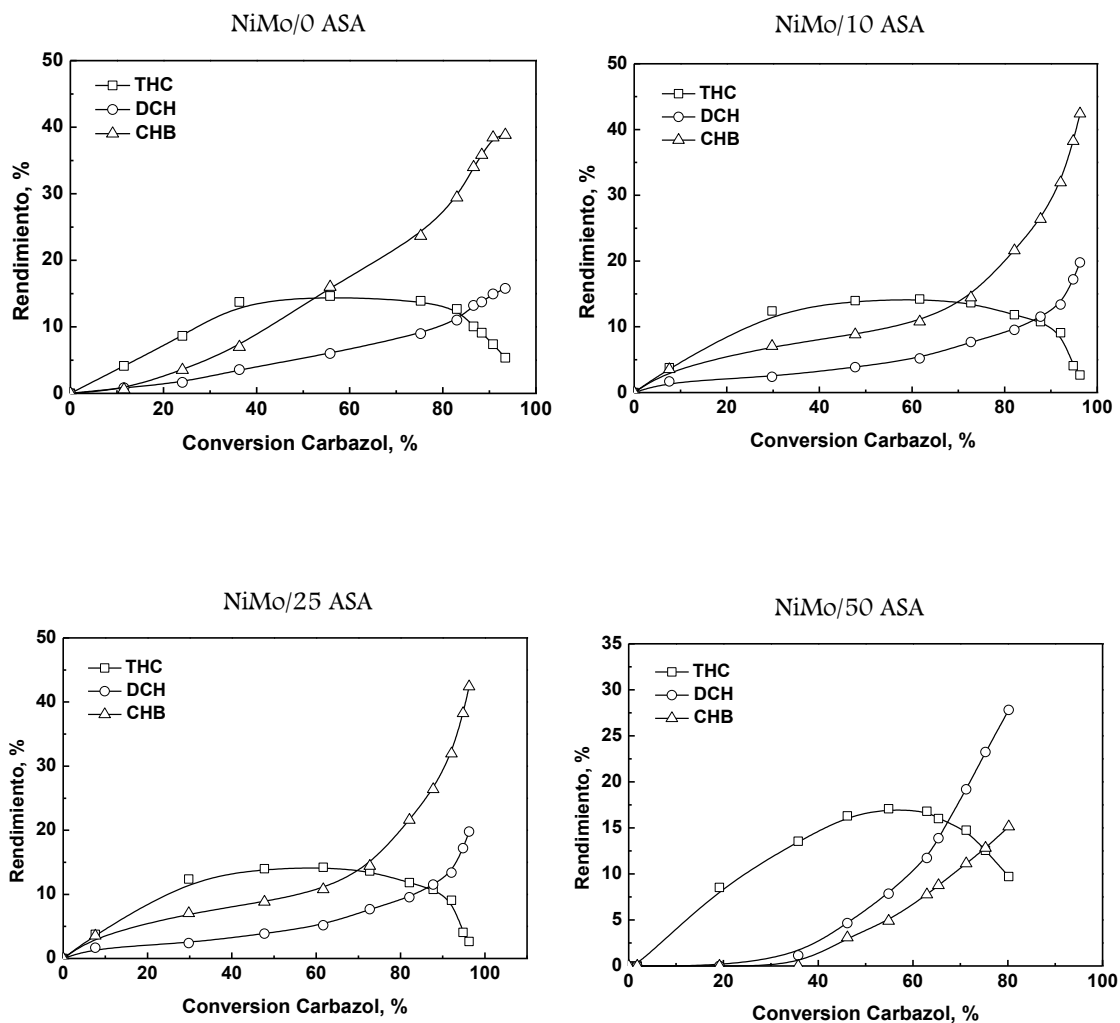 NiMo/0 ASA
50
40
30
20
10
0
Rendimiento, %
THC
DCH
CHB
0 20 40 60 80 100
Conversion Carbazol, %
NiMo/10 ASA
50
40
30
20
10
0
Rendimiento, %
THC
DCH
CHB
0 20 40 60 80 100
Conversion Carbazol, %
NiMo/25 ASA
50
40
30
20
10
0
Rendimiento, %
THC
DCH
CHB
0 20 40 60 80 100
Conversion Carbazol, %
NiMo/50 ASA
35
30
25
20
15
10
5
0
Rendimiento, %
THC
DCH
CHB
0 20 40 60 80 100
Conversion Carbazol, %